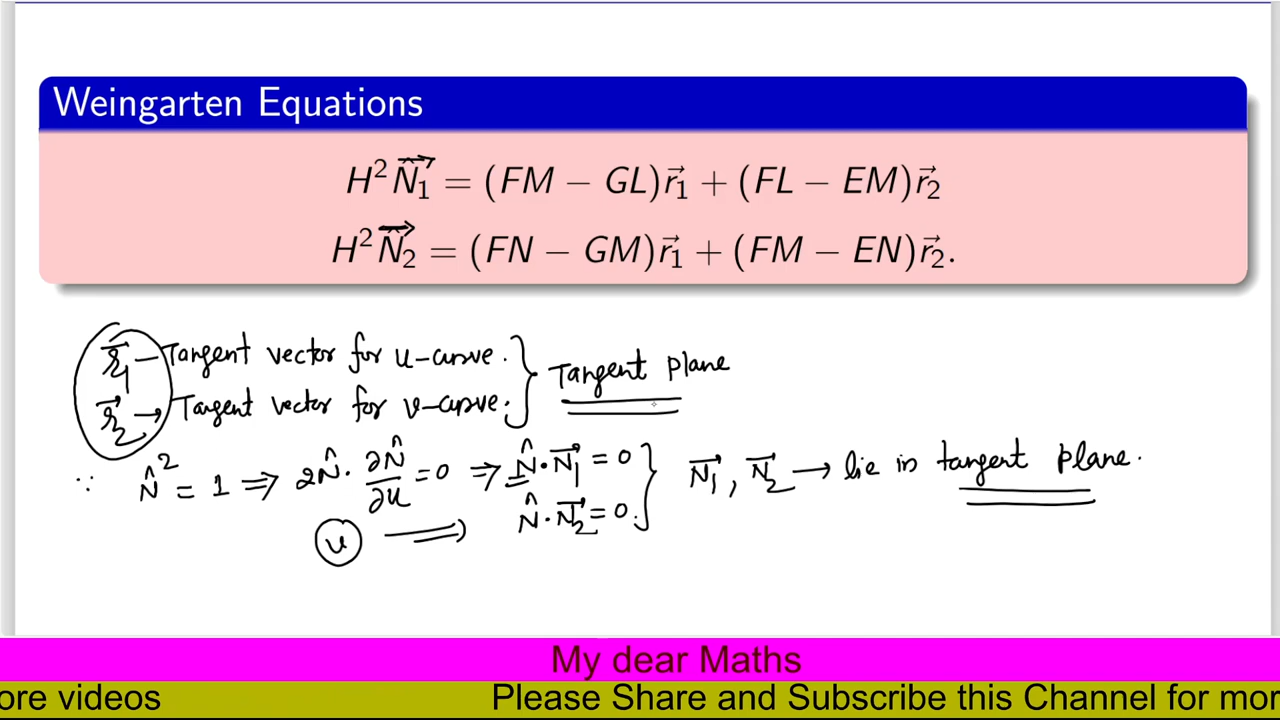 Weingarten Equations
H² N⃗₁ = (FM − GL)r⃗₁ + (FL − EM)r⃗₂
H² N⃗₂ = (FN − GM)r⃗₁ + (FM − EN)r⃗₂.
r⃗₁ – Tangent vector for u-curve. } Tangent plane
r⃗₂ → Tangent vector for v-curve.
∵ N̂² = 1 ⇒ 2N̂ · ∂N̂/∂u = 0 ⇒ N̂ · N⃗₁ = 0 } N⃗₁, N⃗₂ → lie in tangent plane.
v ⇒ N̂ · N⃗₂ = 0.
My dear Maths
ore videos Please Share and Subscribe this Channel for mor